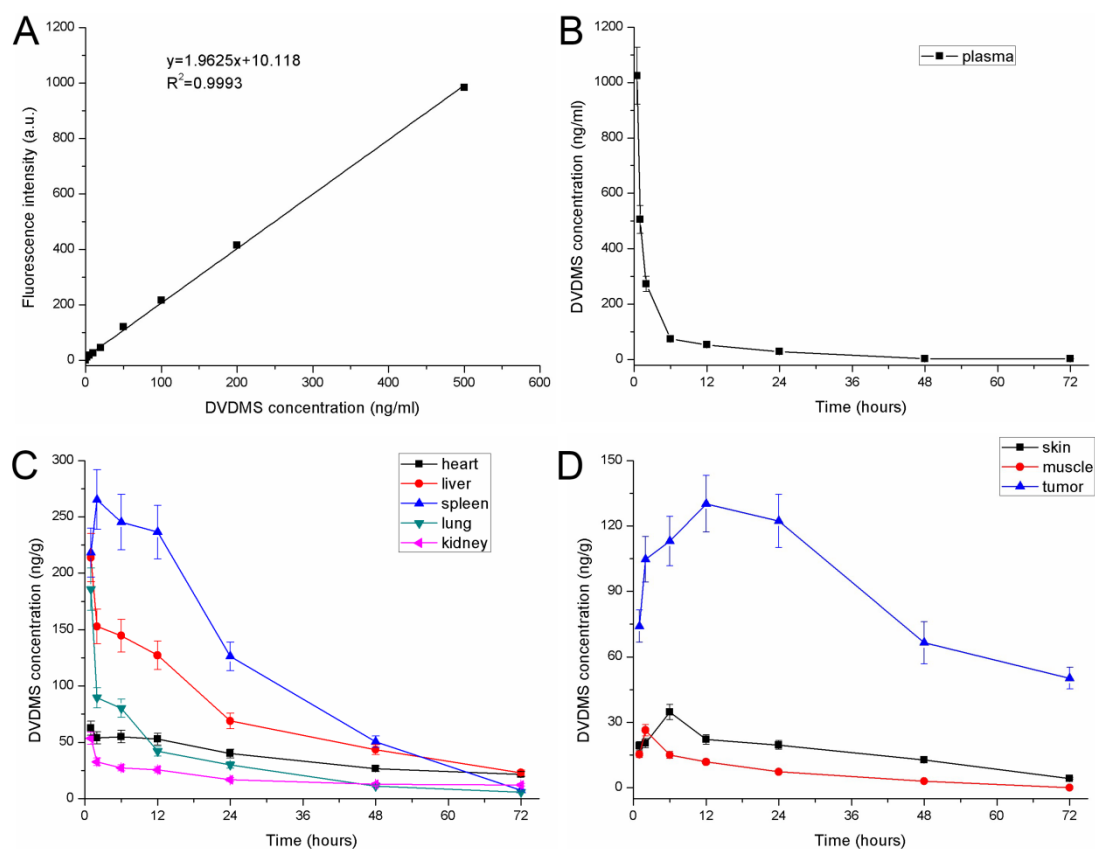 A
y=1.9625x+10.118
R²=0.9993
Fluorescence intensity (a.u.)
1200
1000
800
600
400
200
0
0 100 200 300 400 500 600
DVDMS concentration (ng/ml)
B
plasma
DVDMS concentration (ng/ml)
1200
1000
800
600
400
200
0
0 12 24 36 48 60 72
Time (hours)
C
heart
liver
spleen
lung
kidney
DVDMS concentration (ng/g)
300
250
200
150
100
50
0
0 12 24 36 48 60 72
Time (hours)
D
skin
muscle
tumor
DVDMS concentration (ng/g)
150
120
90
60
30
0
0 12 24 36 48 60 72
Time (hours)